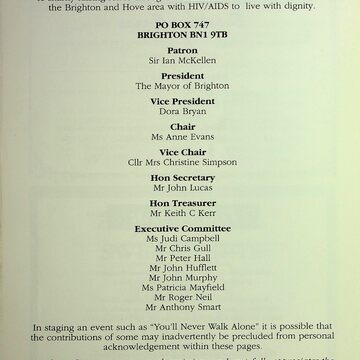 the Brighton and Hove area with HIV/AIDS to live with dignity.
PO BOX 747
BRIGHTON BN1 9TB
Patron
Sir Ian McKellen
President
The Mayor of Brighton
Vice President
Dora Bryan
Chair
Ms Anne Evans
Vice Chair
Cllr Mrs Christine Simpson
Hon Secretary
Mr John Lucas
Hon Treasurer
Mr Keith C Kerr
Executive Committee
Ms Judi Campbell
Mr Chris Gull
Mr Peter Hall
Mr John Hufflett
Mr John Murphy
Ms Patricia Mayfield
Mr Roger Neil
Mr Anthony Smart
In staging an event such as "You'll Never Walk Alone" it is possible that
the contributions of some may inadvertently be precluded from personal
acknowledgement within these pages.